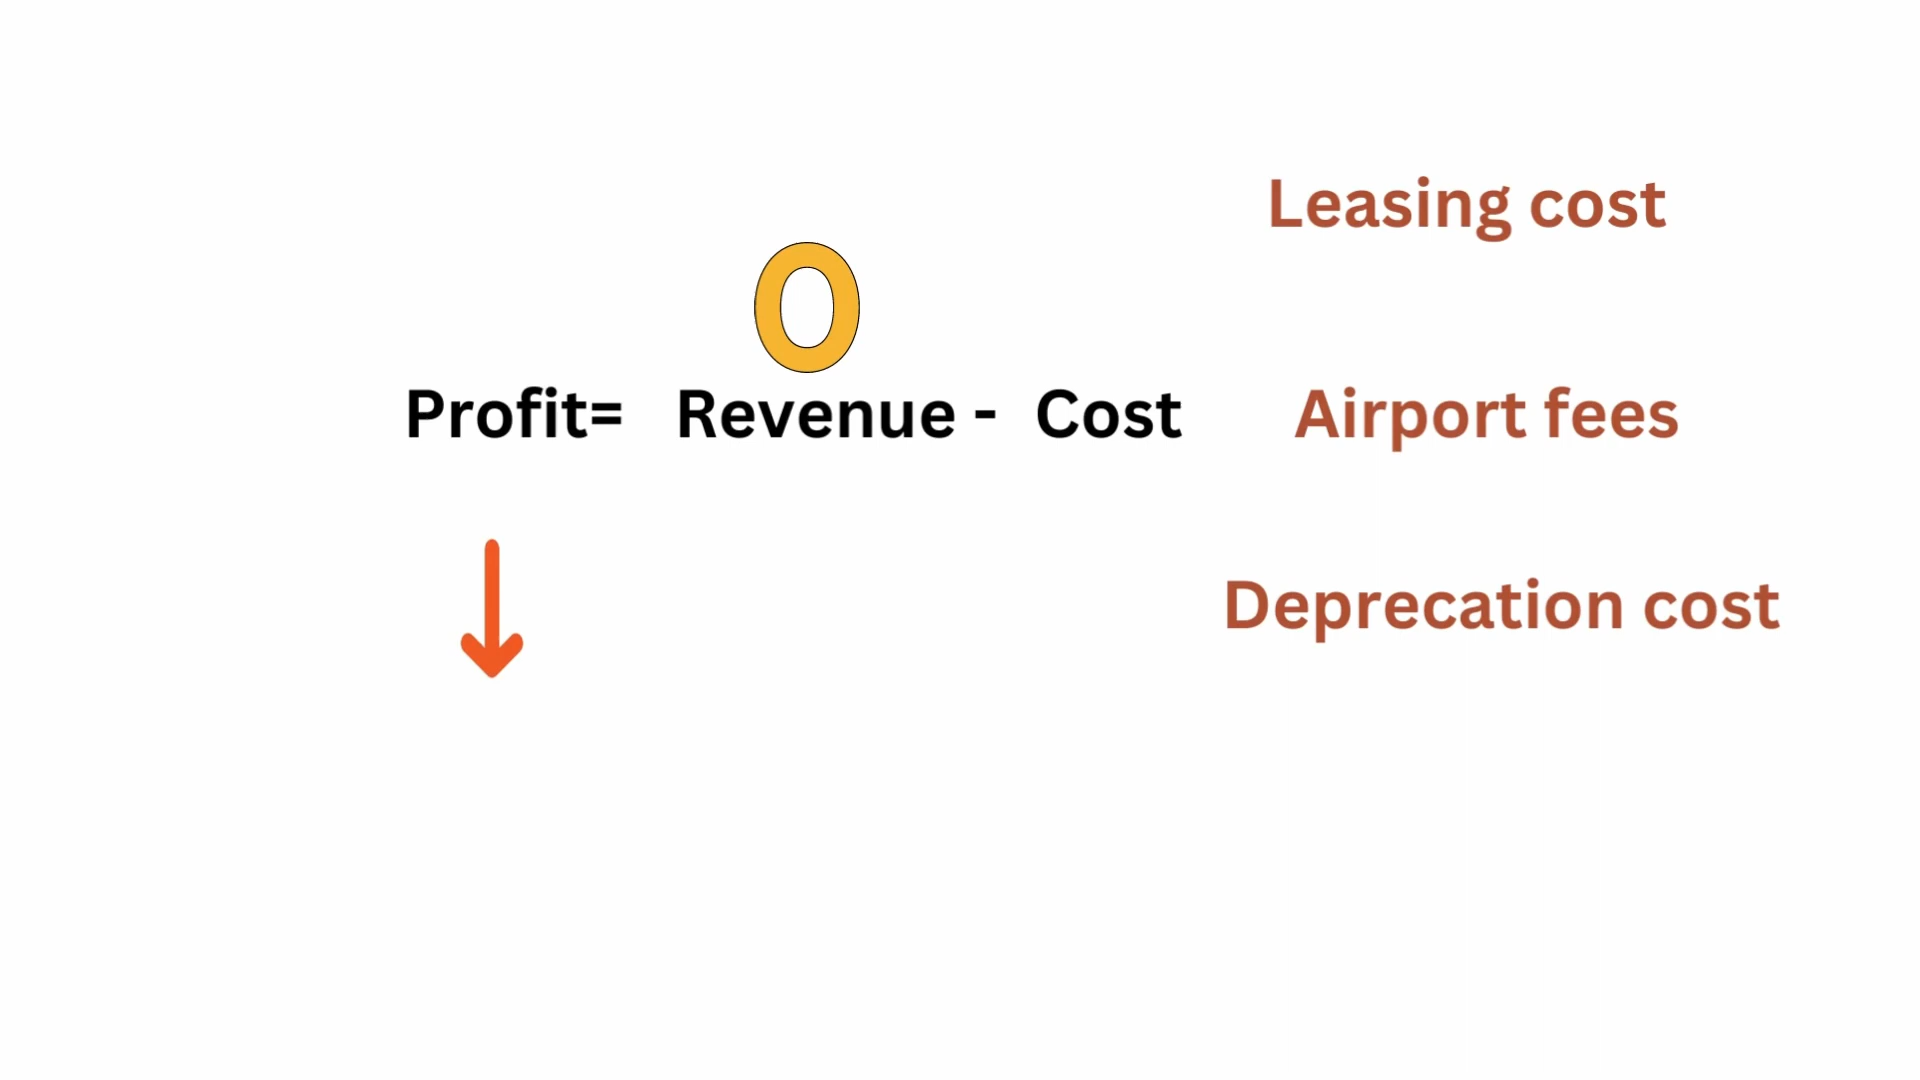 Leasing cost
0
Profit= Revenue - Cost
Airport fees
Deprecation cost